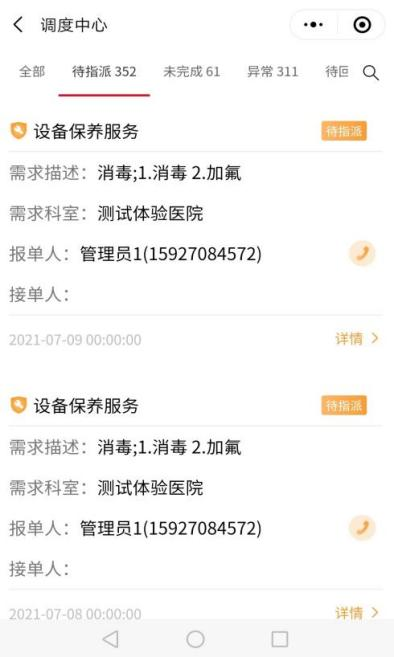 调度中心
全部 待指派 352 未完成 61 异常 311 待回
设备保养服务 待指派
需求描述：消毒;1.消毒 2.加氟
需求科室：测试体验医院
报单人：管理员1(15927084572)
接单人：
2021-07-09 00:00:00 详情
设备保养服务 待指派
需求描述：消毒;1.消毒 2.加氟
需求科室：测试体验医院
报单人：管理员1(15927084572)
接单人：
2021-07-08 00:00:00 详情